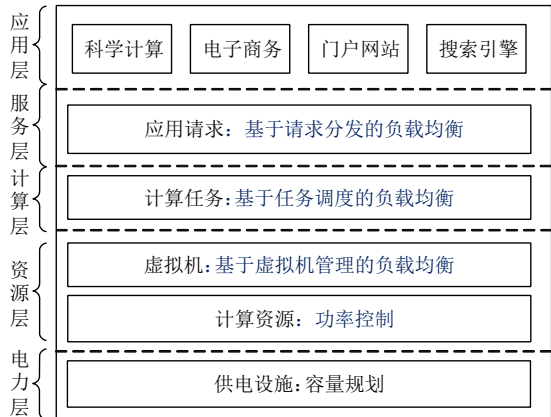 应用层
科学计算 电子商务 门户网站 搜索引擎
服务层
应用请求：基于请求分发的负载均衡
计算层
计算任务：基于任务调度的负载均衡
资源层
虚拟机：基于虚拟机管理的负载均衡
计算资源：功率控制
电力层
供电设施：容量规划